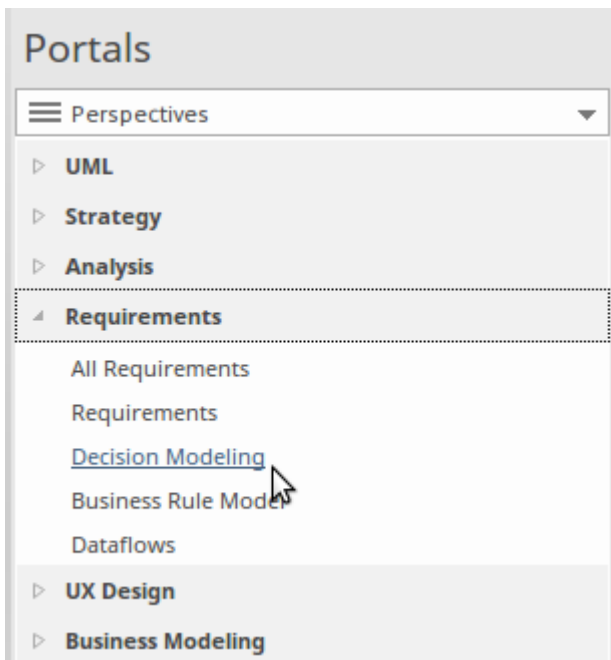 Portals
Perspectives
UML
Strategy
Analysis
Requirements
All Requirements
Requirements
Decision Modeling
Business Rule Model
Dataflows
UX Design
Business Modeling